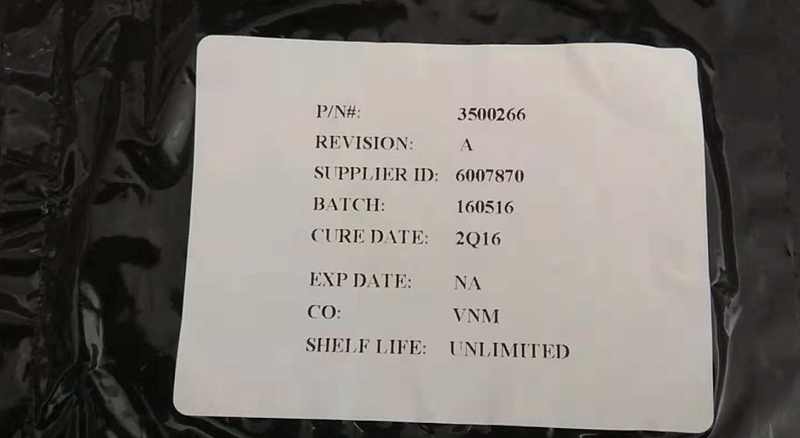 P/N#: 3500266
REVISION: A
SUPPLIER ID: 6007870
BATCH: 160516
CURE DATE: 2Q16
EXP DATE: NA
CO: VNM
SHELF LIFE: UNLIMITED